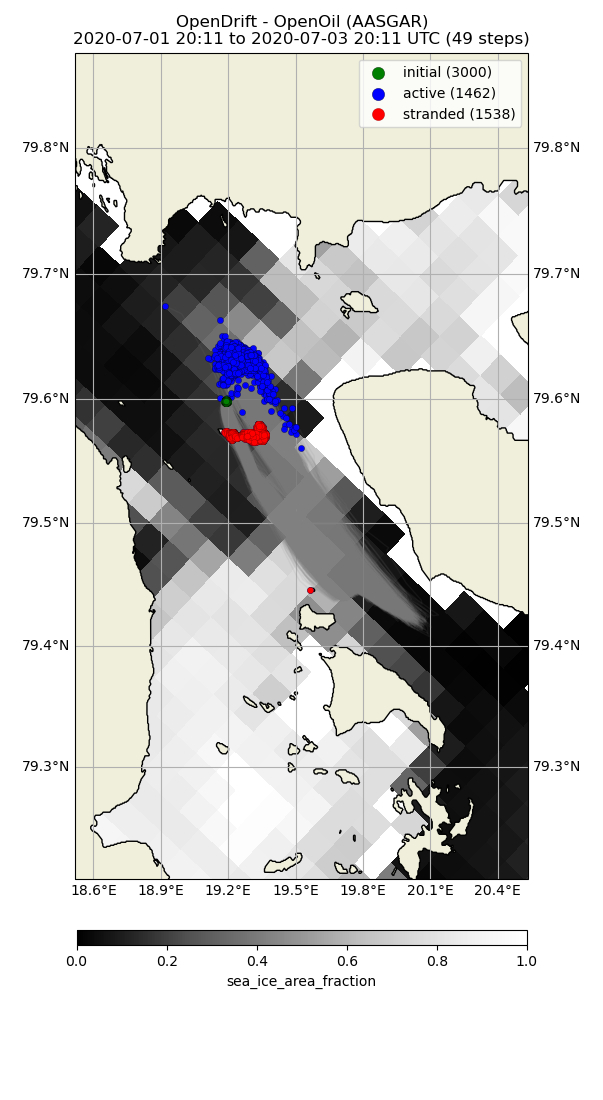 OpenDrift - OpenOil (AASGAR)
2020-07-01 20:11 to 2020-07-03 20:11 UTC (49 steps)
initial (3000)
active (1462)
stranded (1538)
79.8°N 79.8°N
79.7°N 79.7°N
79.6°N 79.6°N
79.5°N 79.5°N
79.4°N 79.4°N
79.3°N 79.3°N
18.6°E 18.9°E 19.2°E 19.5°E 19.8°E 20.1°E 20.4°E
0.0 0.2 0.4 0.6 0.8 1.0
sea_ice_area_fraction